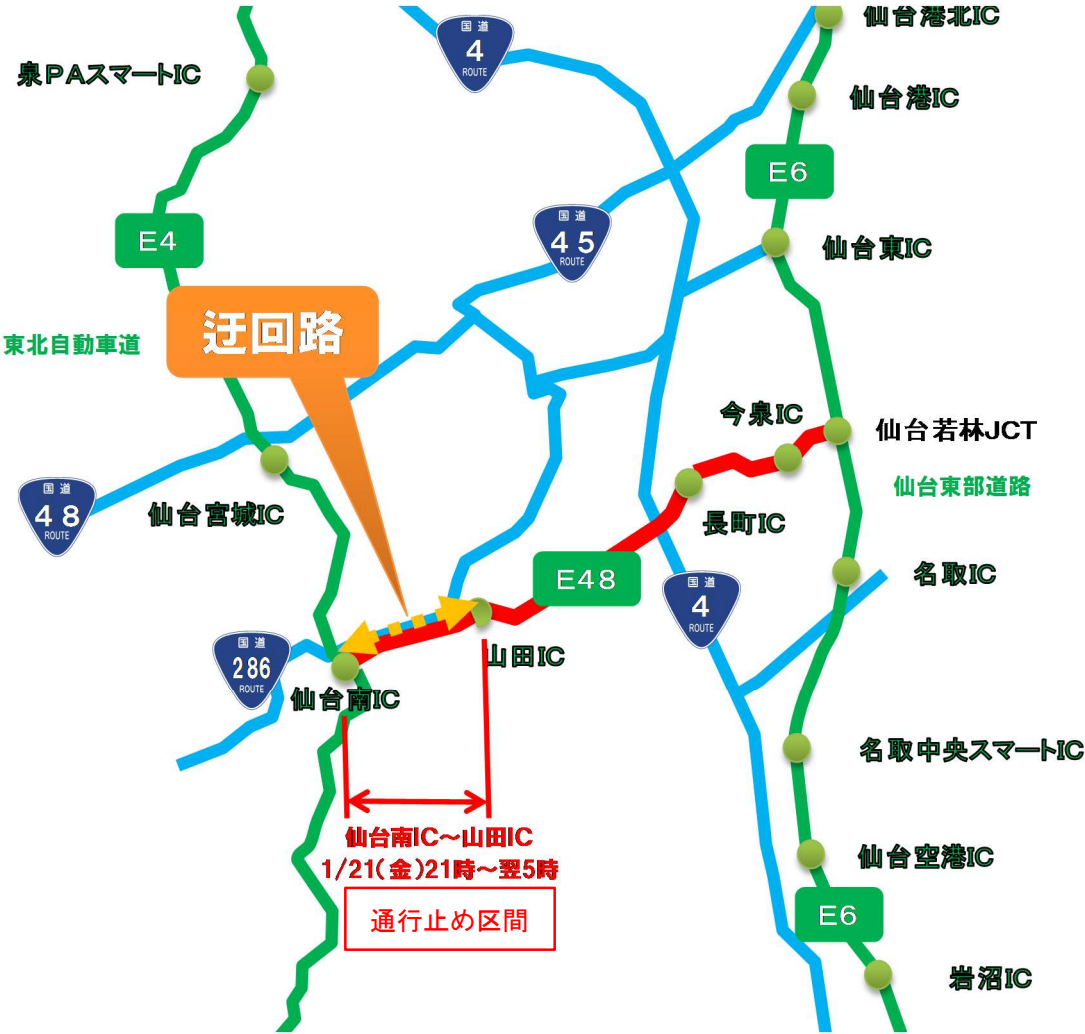 仙台港北IC
国道
4
ROUTE
泉PAスマートIC
仙台港IC
E6
国道
45
ROUTE
E4
仙台東IC
迂回路
東北自動車道
今泉IC
仙台若林JCT
国道
48
ROUTE
仙台宮城IC
仙台東部道路
長町IC
E48
名取IC
国道
4
ROUTE
国道
286
ROUTE
山田IC
仙台南IC
名取中央スマートIC
仙台南IC～山田IC
1/21(金)21時～翌5時
通行止め区間
仙台空港IC
E6
岩沼IC